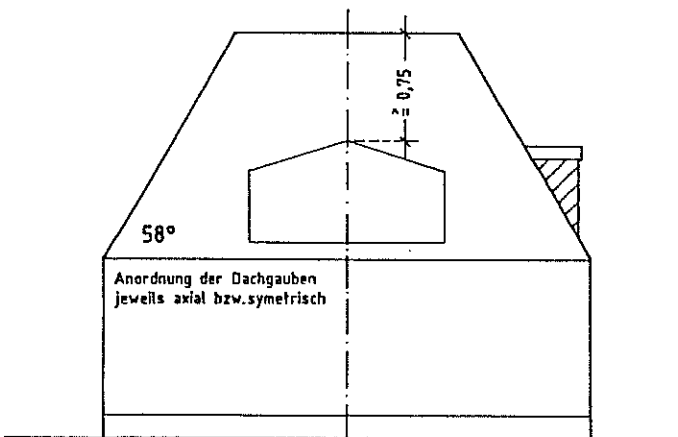 ≥ 0,75
58°
Anordnung der Dachgauben
jeweils axial bzw.symetrisch